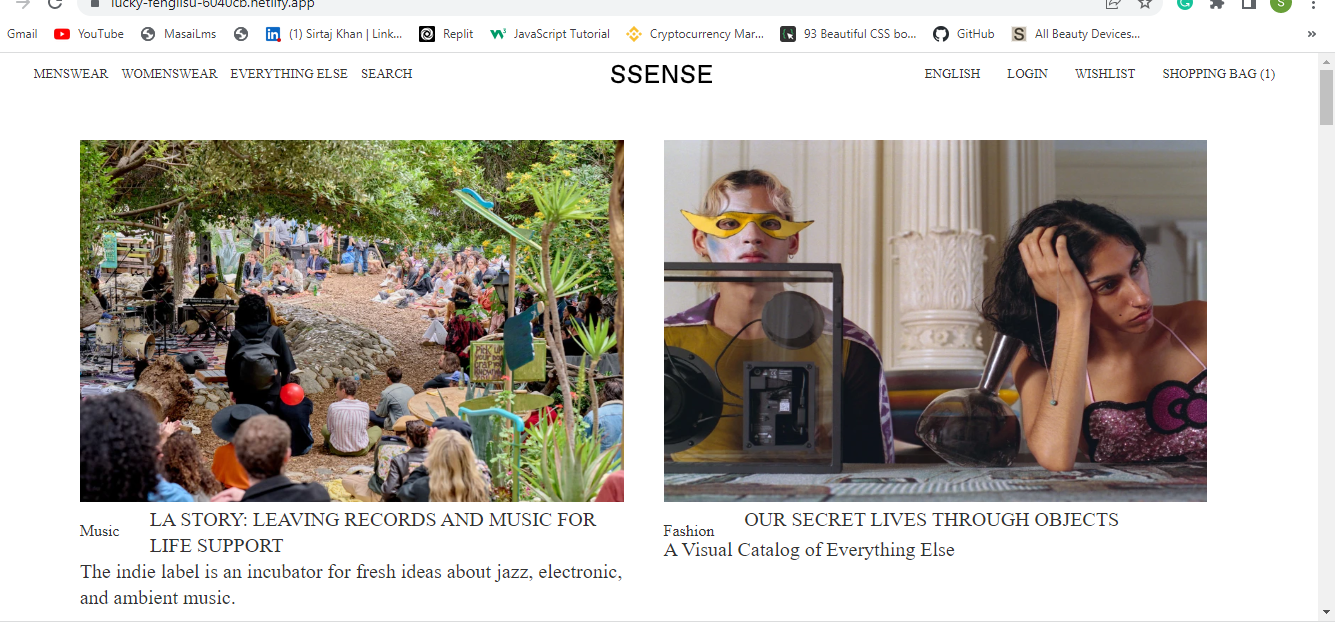 lucky-fenglisu-6040cb.netlify.app
S
Gmail YouTube MasaiLms (1) Sirtaj Khan | Link... Replit JavaScript Tutorial Cryptocurrency Mar... 93 Beautiful CSS bo... GitHub All Beauty Devices... »
MENSWEAR WOMENSWEAR EVERYTHING ELSE SEARCH SSENSE ENGLISH LOGIN WISHLIST SHOPPING BAG (1)
Music LA STORY: LEAVING RECORDS AND MUSIC FOR
LIFE SUPPORT
The indie label is an incubator for fresh ideas about jazz, electronic,
and ambient music.
Fashion OUR SECRET LIVES THROUGH OBJECTS
A Visual Catalog of Everything Else